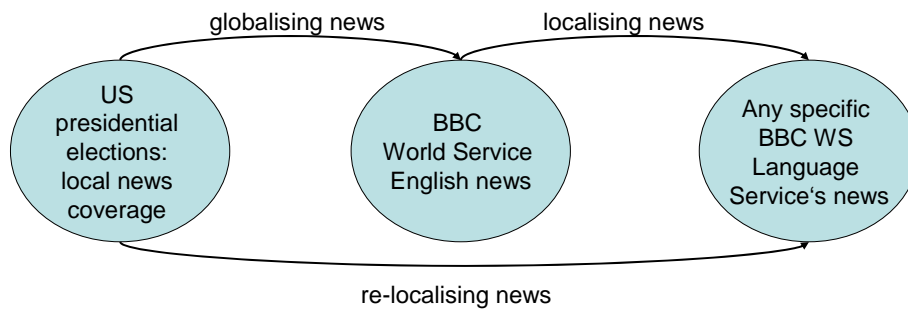 globalising news
localising news
US
presidential
elections:
local news
coverage
BBC
World Service
English news
Any specific
BBC WS
Language
Service‘s news
re-localising news